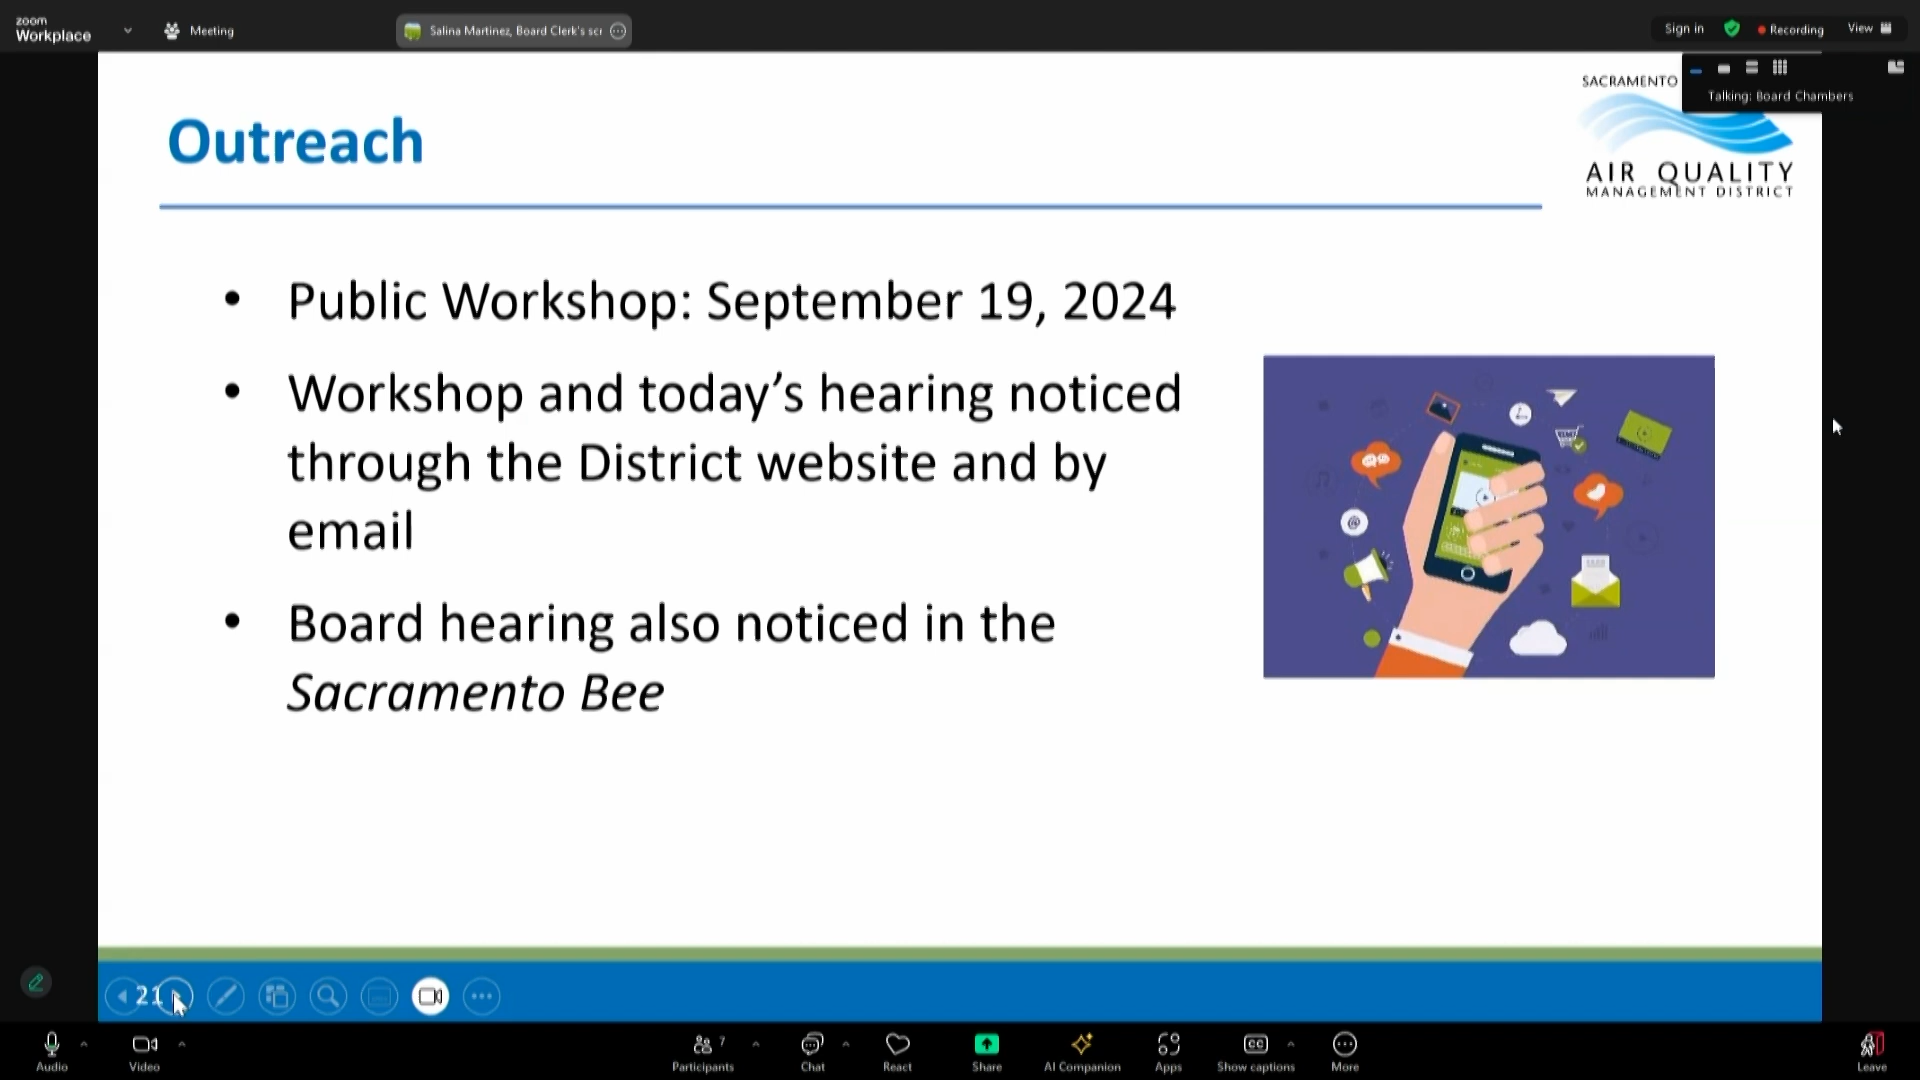 zoom
Workplace
Meeting
Salina Martinez, Board Clerk's scr
Sign in
Recording
View
Talking: Board Chambers
SACRAMENTO
AIR QUALITY
MANAGEMENT DISTRICT
Outreach
• Public Workshop: September 19, 2024
• Workshop and today’s hearing noticed
through the District website and by
email
• Board hearing also noticed in the
Sacramento Bee
21
Audio
Video
Participants
7
Chat
React
Share
AI Companion
Apps
CC
Show captions
More
Leave